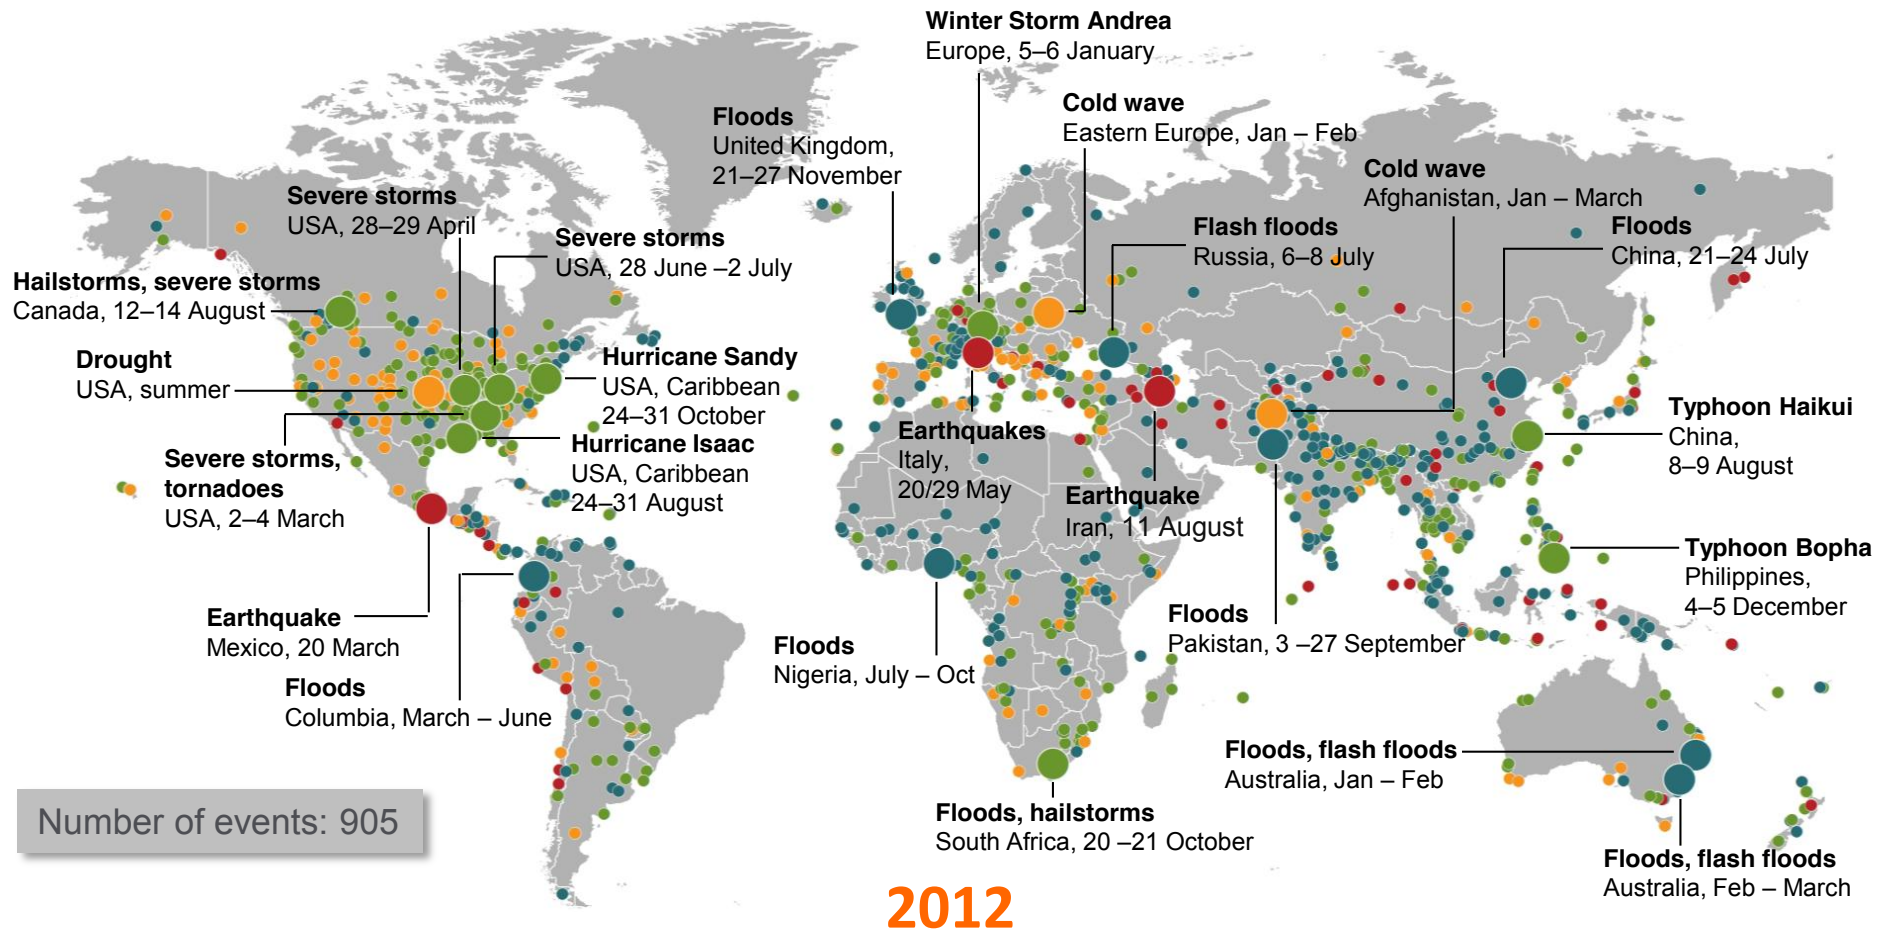 Winter Storm Andrea
Europe, 5–6 January
Cold wave
Eastern Europe, Jan – Feb
Floods
United Kingdom,
21–27 November
Cold wave
Afghanistan, Jan – March
Severe storms
USA, 28–29 April
Severe storms
USA, 28 June –2 July
Flash floods
Russia, 6–8 July
Floods
China, 21–24 July
Hailstorms, severe storms
Canada, 12–14 August
Drought
USA, summer
Hurricane Sandy
USA, Caribbean
24–31 October
Hurricane Isaac
USA, Caribbean
24–31 August
Severe storms,
tornadoes
USA, 2–4 March
Earthquakes
Italy,
20/29 May
Earthquake
Iran, 11 August
Typhoon Haikui
China,
8–9 August
Typhoon Bopha
Philippines,
4–5 December
Earthquake
Mexico, 20 March
Floods
Columbia, March – June
Floods
Nigeria, July – Oct
Floods
Pakistan, 3 –27 September
Floods, flash floods
Australia, Jan – Feb
Floods, hailstorms
South Africa, 20 –21 October
Floods, flash floods
Australia, Feb – March
Number of events: 905
2012